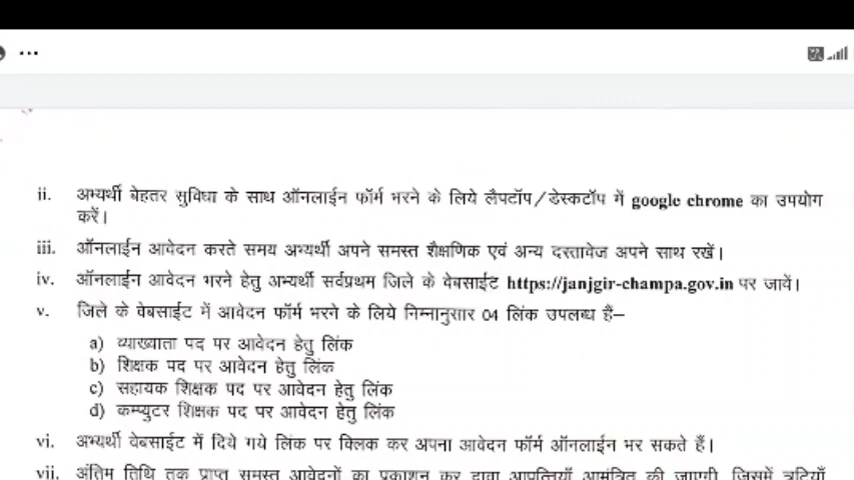 ii. अभ्यर्थी बेहतर सुविधा के साथ ऑनलाईन फॉर्म भरने के लिये लैपटॉप/डेस्कटॉप में google chrome का उपयोग
करें।
iii. ऑनलाईन आवेदन करते समय अभ्यर्थी अपने समस्त शैक्षणिक एवं अन्य दस्तावेज अपने साथ रखें।
iv. ऑनलाईन आवेदन भरने हेतु अभ्यर्थी सर्वप्रथम जिले के वेबसाईट https://janjgir-champa.gov.in पर जावें।
v. जिले के वेबसाईट में आवेदन फॉर्म भरने के लिये निम्नानुसार 04 लिंक उपलब्ध हैं–
a) व्याख्याता पद पर आवेदन हेतु लिंक
b) शिक्षक पद पर आवेदन हेतु लिंक
c) सहायक शिक्षक पद पर आवेदन हेतु लिंक
d) कम्प्युटर शिक्षक पद पर आवेदन हेतु लिंक
vi. अभ्यर्थी वेबसाईट में दिये गये लिंक पर क्लिक कर अपना आवेदन फॉर्म ऑनलाईन भर सकते हैं।
vii. अंतिम तिथि तक प्राप्त समस्त आवेदनों का प्रकाशन कर दावा आपत्तियाँ आमंत्रित की जाएगी, जिसमें त्रुटियाँ